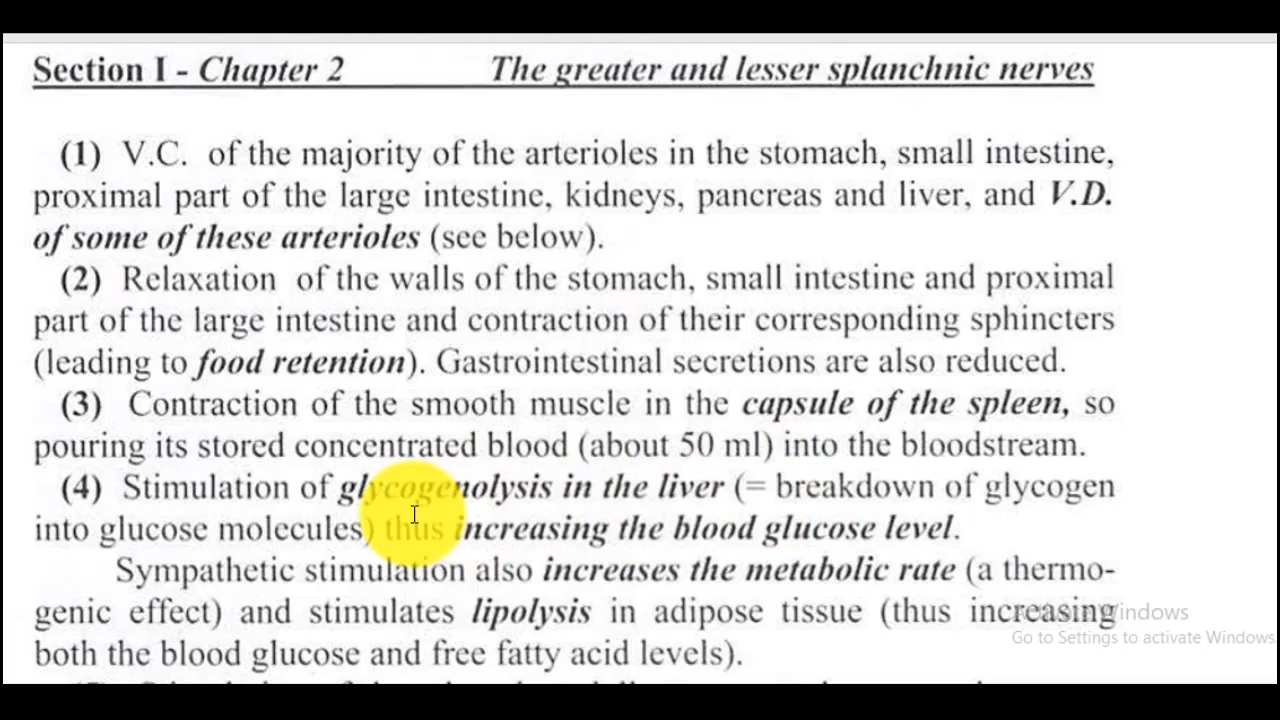 Section I - Chapter 2 The greater and lesser splanchnic nerves
(1) V.C. of the majority of the arterioles in the stomach, small intestine,
proximal part of the large intestine, kidneys, pancreas and liver, and V.D.
of some of these arterioles (see below).
(2) Relaxation of the walls of the stomach, small intestine and proximal
part of the large intestine and contraction of their corresponding sphincters
(leading to food retention). Gastrointestinal secretions are also reduced.
(3) Contraction of the smooth muscle in the capsule of the spleen, so
pouring its stored concentrated blood (about 50 ml) into the bloodstream.
(4) Stimulation of glycogenolysis in the liver (= breakdown of glycogen
into glucose molecules) thus increasing the blood glucose level.
Sympathetic stimulation also increases the metabolic rate (a thermo-
genic effect) and stimulates lipolysis in adipose tissue (thus increasing
both the blood glucose and free fatty acid levels).
Activate Windows
Go to Settings to activate Windows